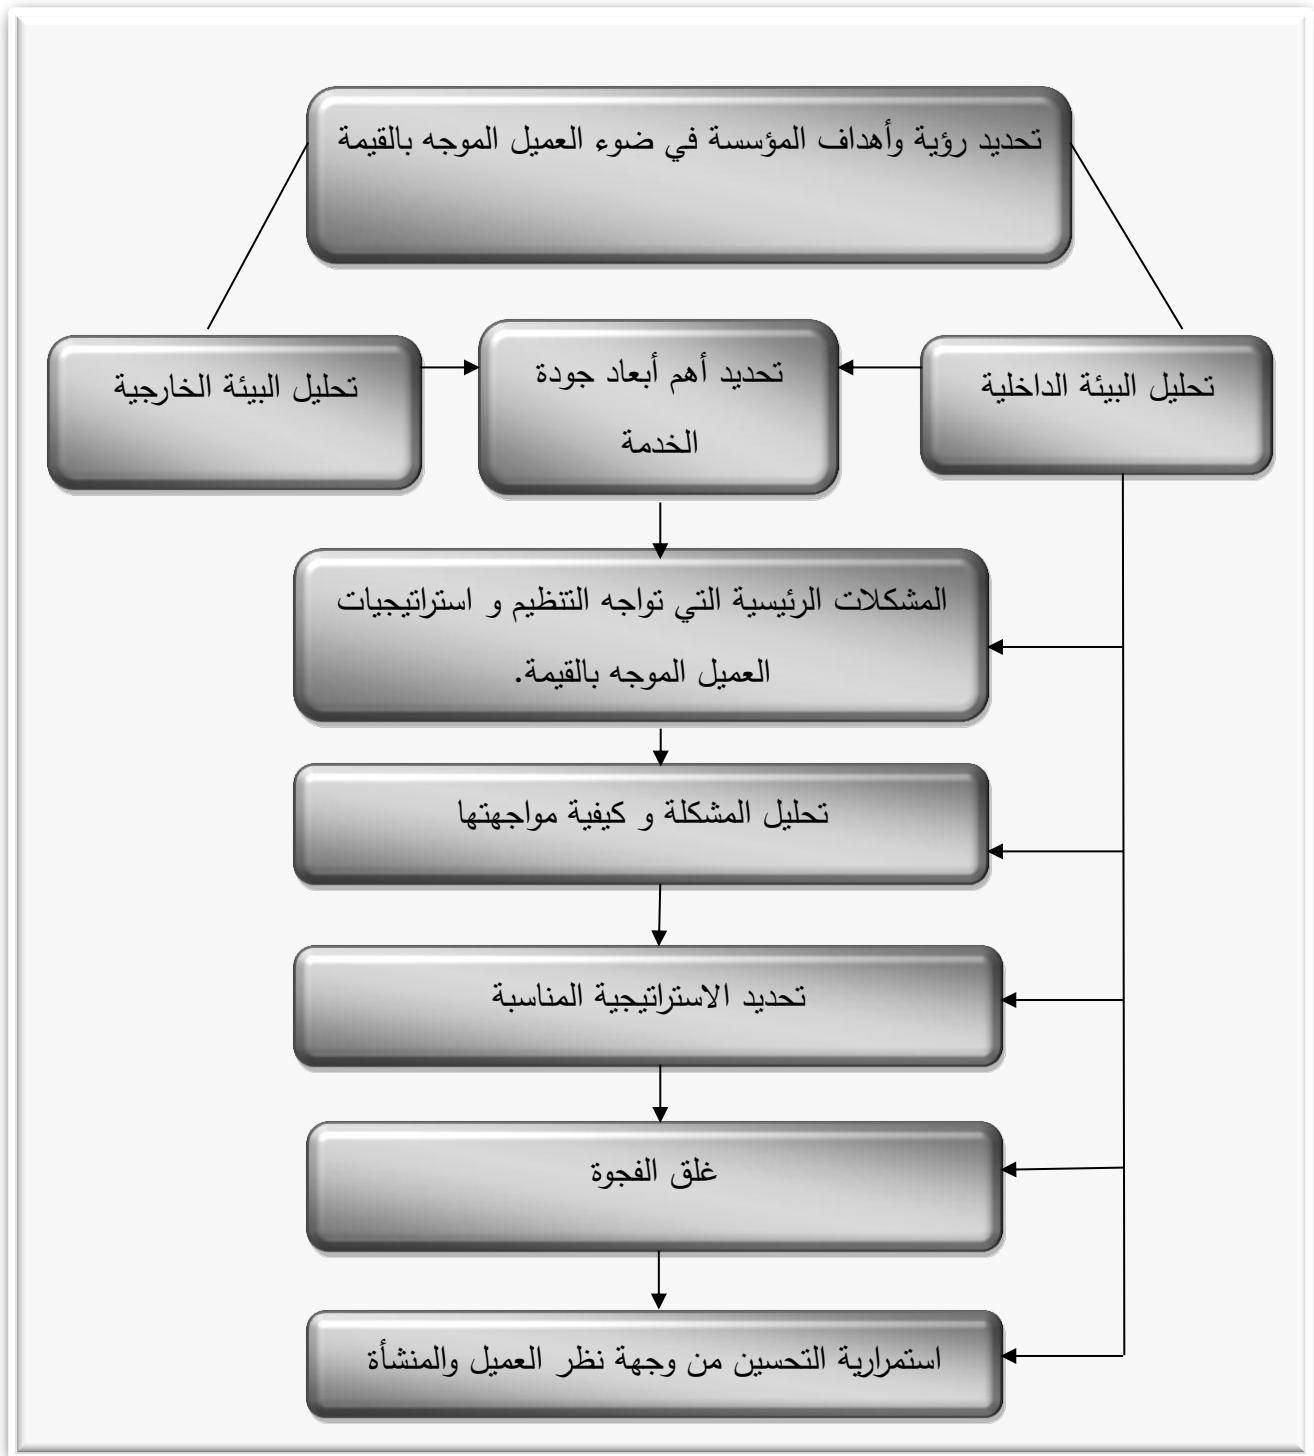 تحديد رؤية وأهداف المؤسسة في ضوء العميل الموجه بالقيمة
تحليل البيئة الداخلية
تحديد أهم أبعاد جودة
الخدمة
تحليل البيئة الخارجية
المشكلات الرئيسية التي تواجه التنظيم و استراتيجيات
العميل الموجه بالقيمة.
تحليل المشكلة و كيفية مواجهتها
تحديد الاستراتيجية المناسبة
غلق الفجوة
استمرارية التحسين من وجهة نظر العميل والمنشأة